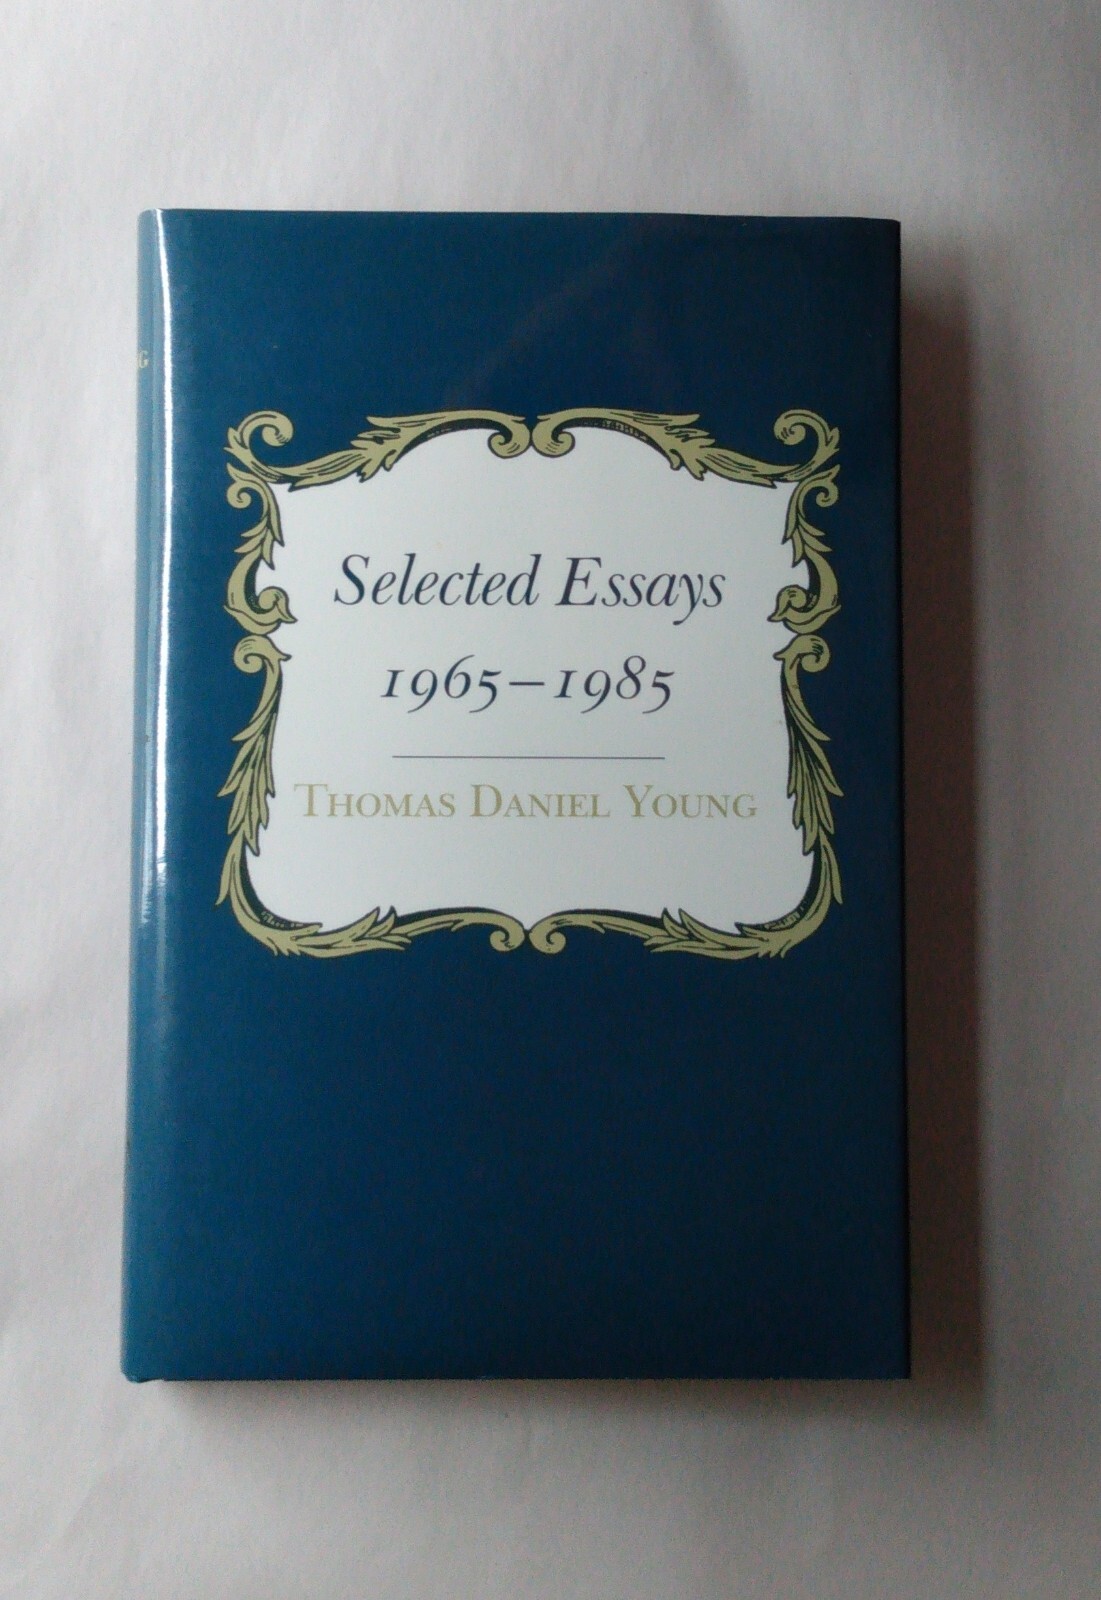 Selected Essays
1965–1985
THOMAS DANIEL YOUNG